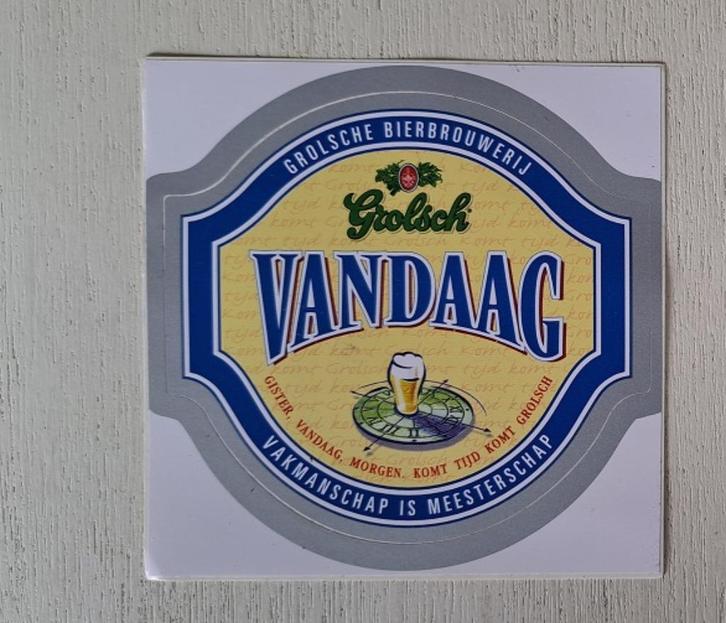 GROLSCHE BIERBROUWERIJ
Grolsch
VANDAAG
GISTER, VANDAAG, MORGEN. KOMT TIJD KOMT GROLSCH
VAKMANSCHAP IS MEESTERSCHAP